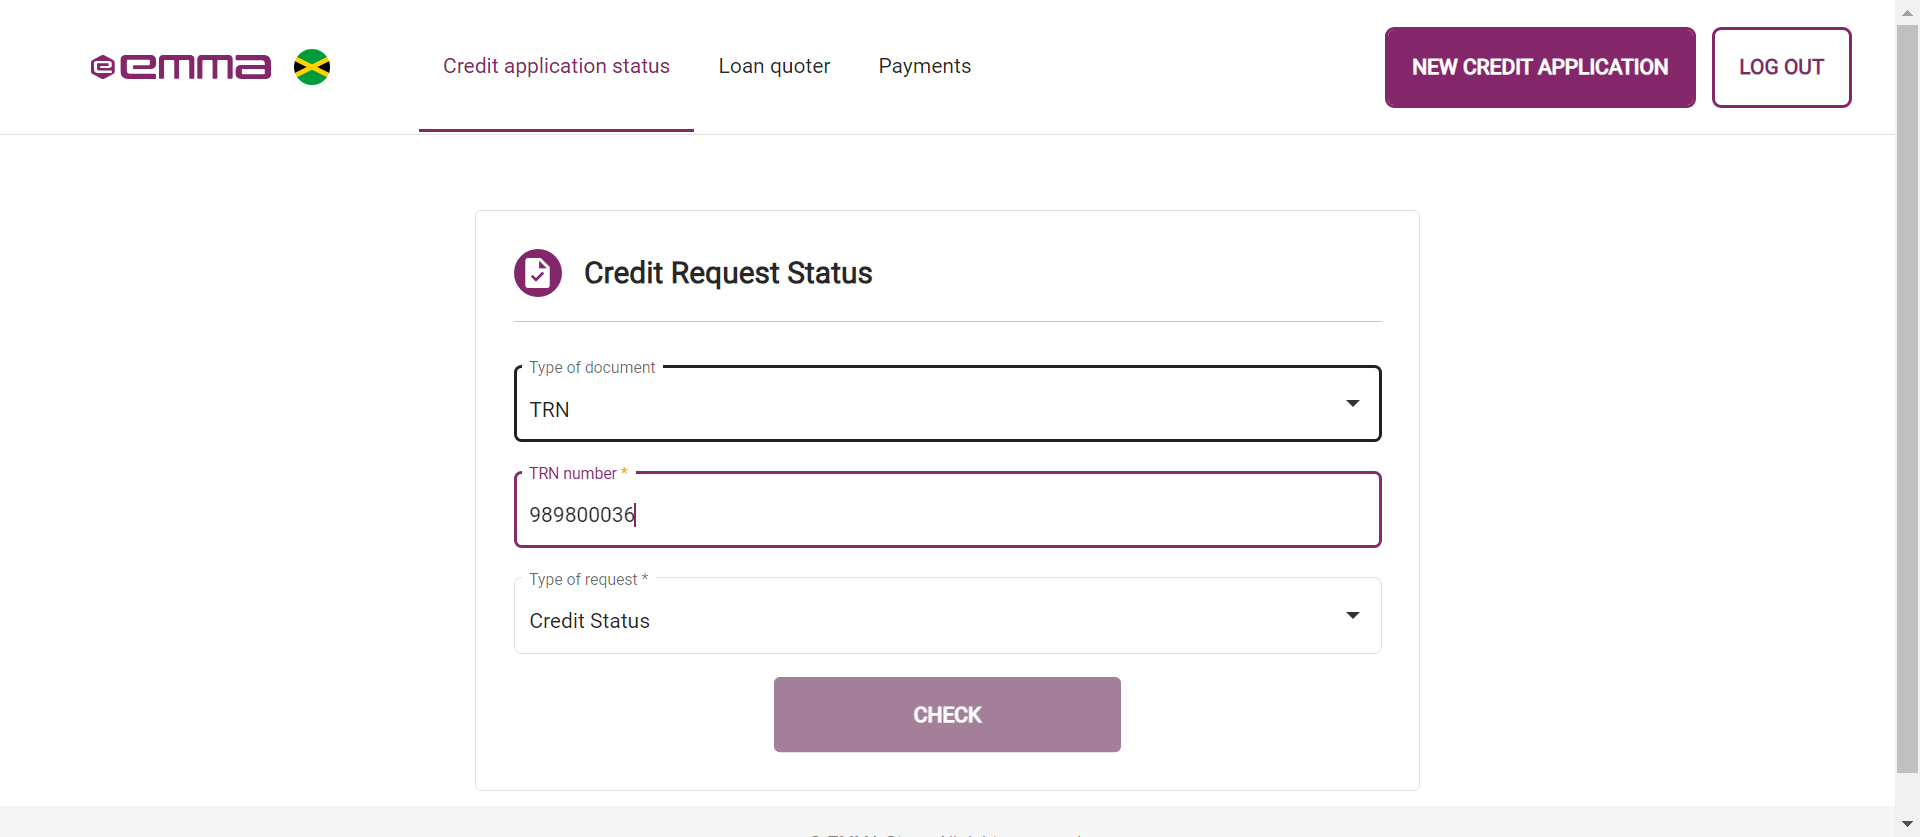 emma
Credit application status
Loan quoter
Payments
NEW CREDIT APPLICATION
LOG OUT
Credit Request Status
Type of document
TRN
TRN number *
989800036
Type of request *
Credit Status
CHECK